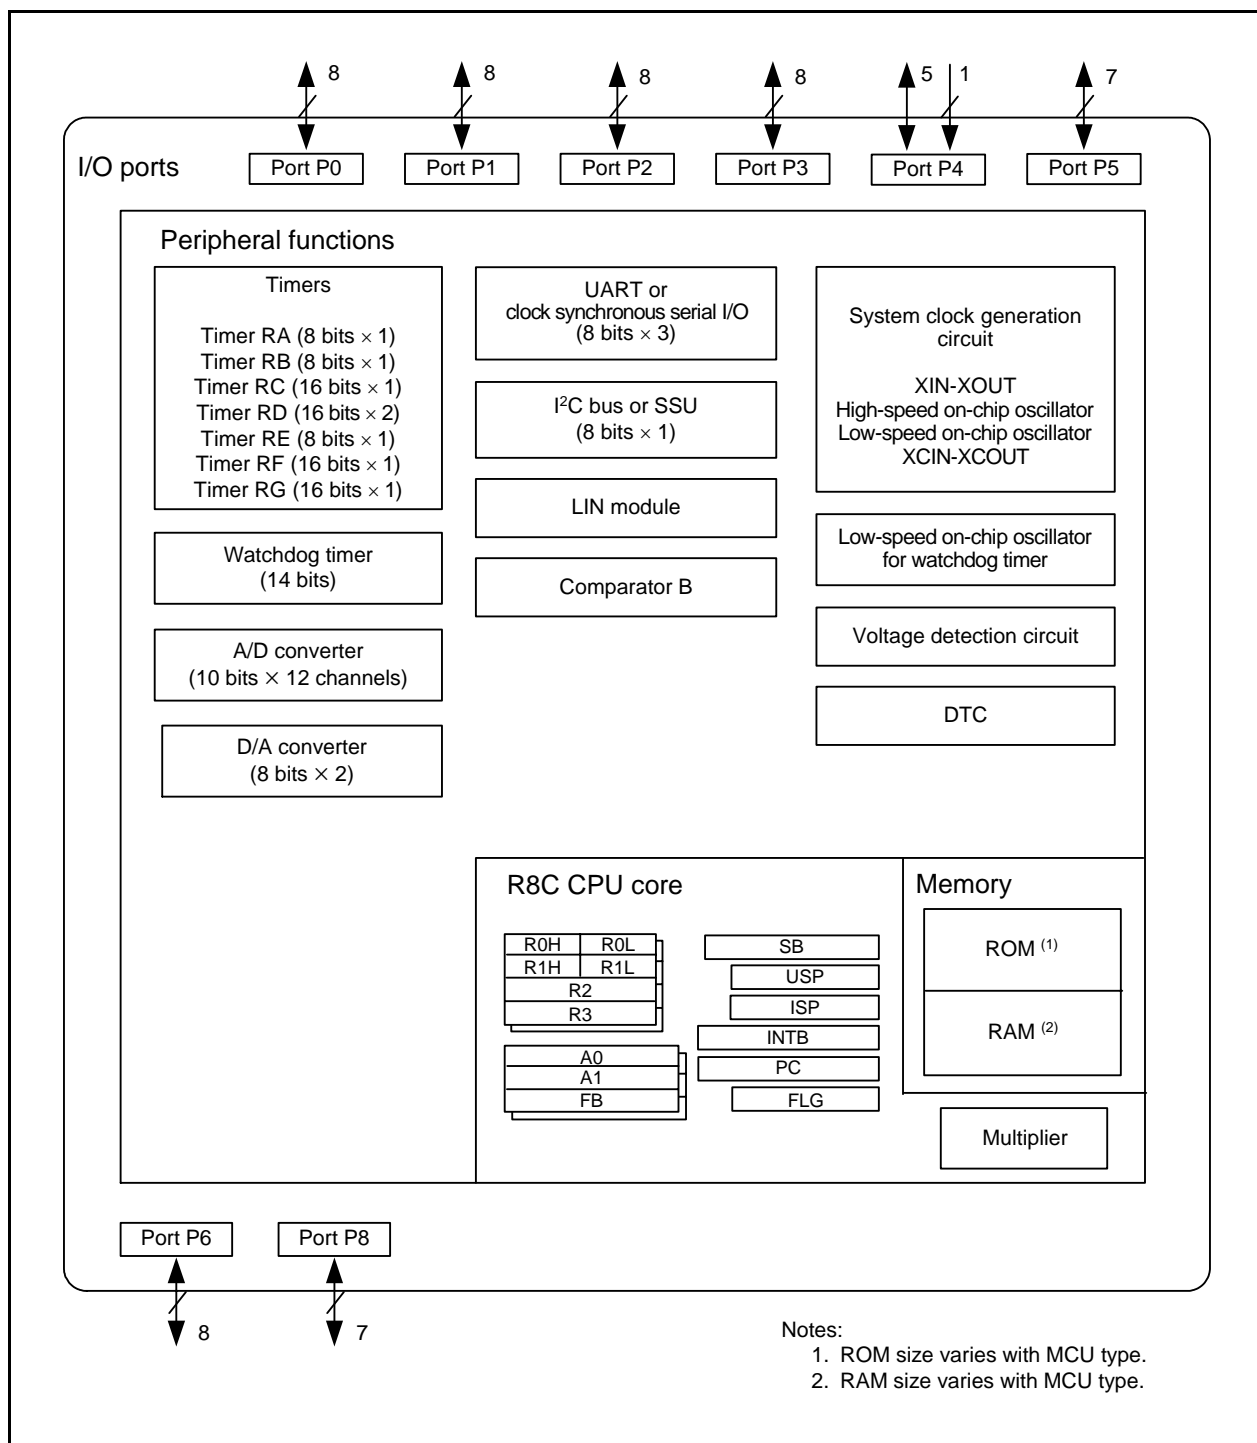 8
8
8
8
5
1
7
I/O ports
Port P0
Port P1
Port P2
Port P3
Port P4
Port P5
Peripheral functions
Timers
Timer RA (8 bits × 1)
Timer RB (8 bits × 1)
Timer RC (16 bits × 1)
Timer RD (16 bits × 2)
Timer RE (8 bits × 1)
Timer RF (16 bits × 1)
Timer RG (16 bits × 1)
Watchdog timer
(14 bits)
A/D converter
(10 bits × 12 channels)
D/A converter
(8 bits × 2)
UART or
clock synchronous serial I/O
(8 bits × 3)
I²C bus or SSU
(8 bits × 1)
LIN module
Comparator B
System clock generation
circuit
XIN-XOUT
High-speed on-chip oscillator
Low-speed on-chip oscillator
XCIN-XCOUT
Low-speed on-chip oscillator
for watchdog timer
Voltage detection circuit
DTC
R8C CPU core
R0H
R0L
R1H
R1L
R2
R3
A0
A1
FB
SB
USP
ISP
INTB
PC
FLG
Memory
ROM (1)
RAM (2)
Multiplier
Port P6
Port P8
8
7
Notes:
1. ROM size varies with MCU type.
2. RAM size varies with MCU type.